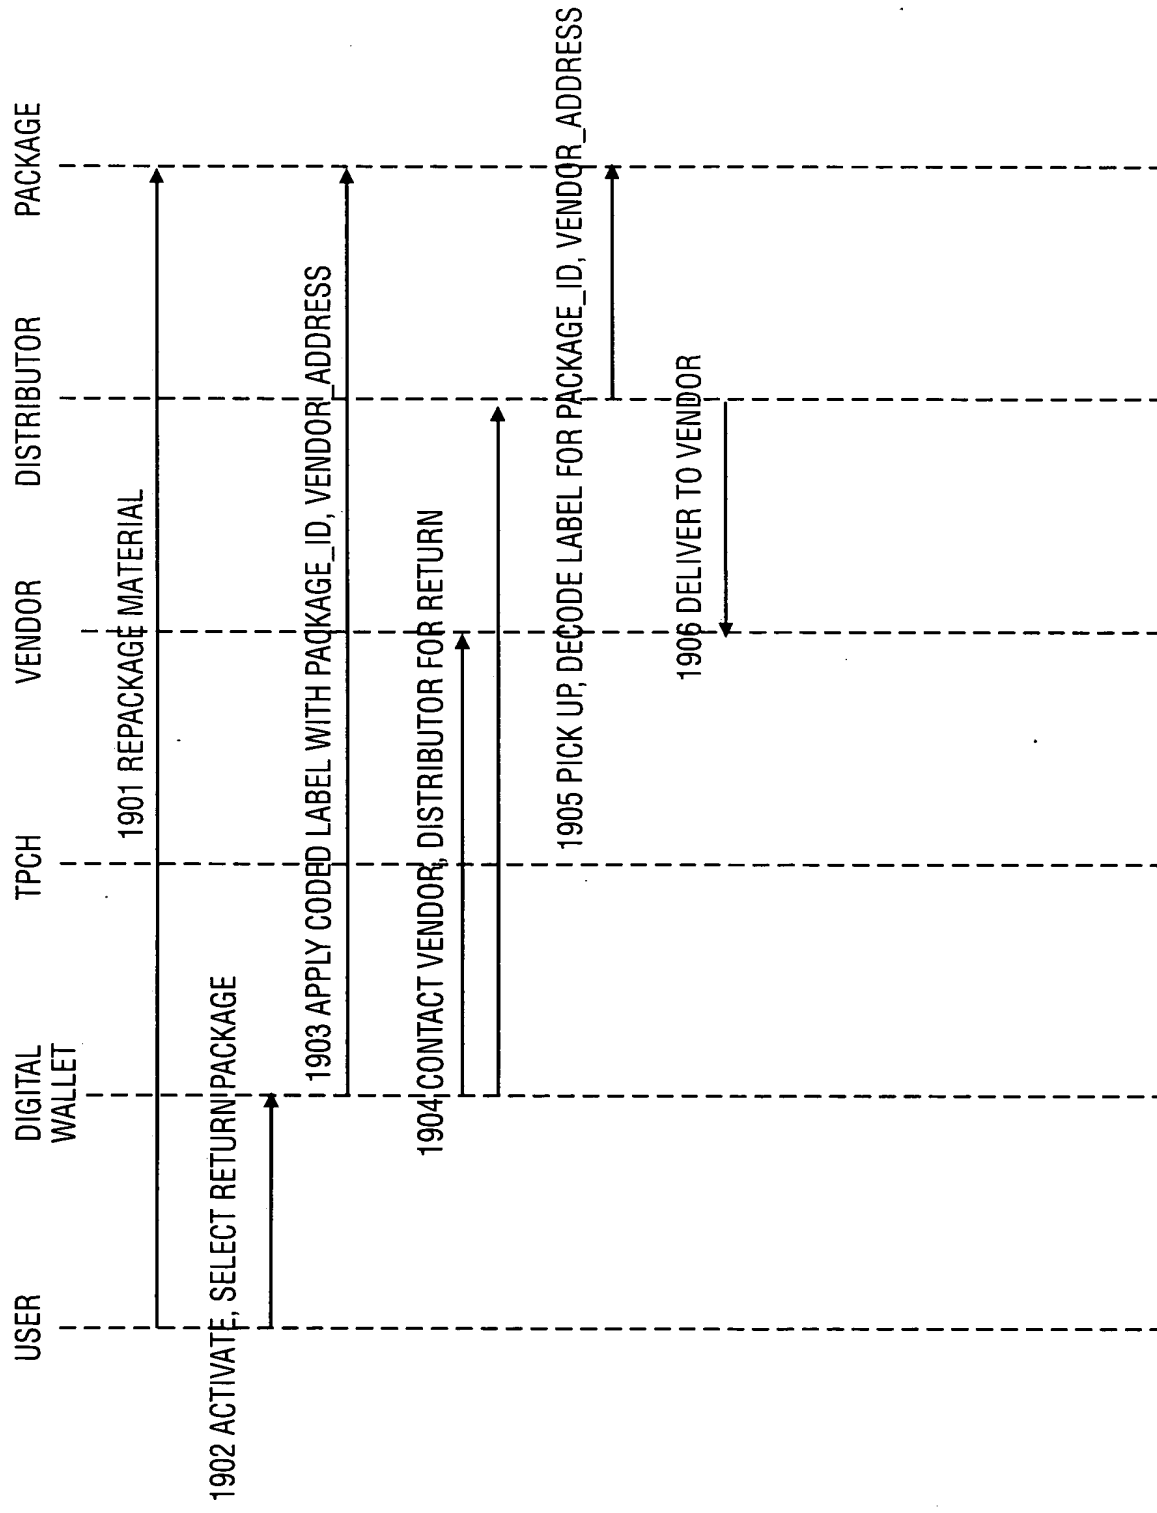 USER
DIGITAL
WALLET
TPCH
VENDOR
DISTRIBUTOR
PACKAGE
1901 REPACKAGE MATERIAL
1902 ACTIVATE, SELECT RETURN PACKAGE
1903 APPLY CODED LABEL WITH PACKAGE_ID, VENDOR_ADDRESS
1904 CONTACT VENDOR, DISTRIBUTOR FOR RETURN
1905 PICK UP, DECODE LABEL FOR PACKAGE_ID, VENDOR_ADDRESS
1906 DELIVER TO VENDOR